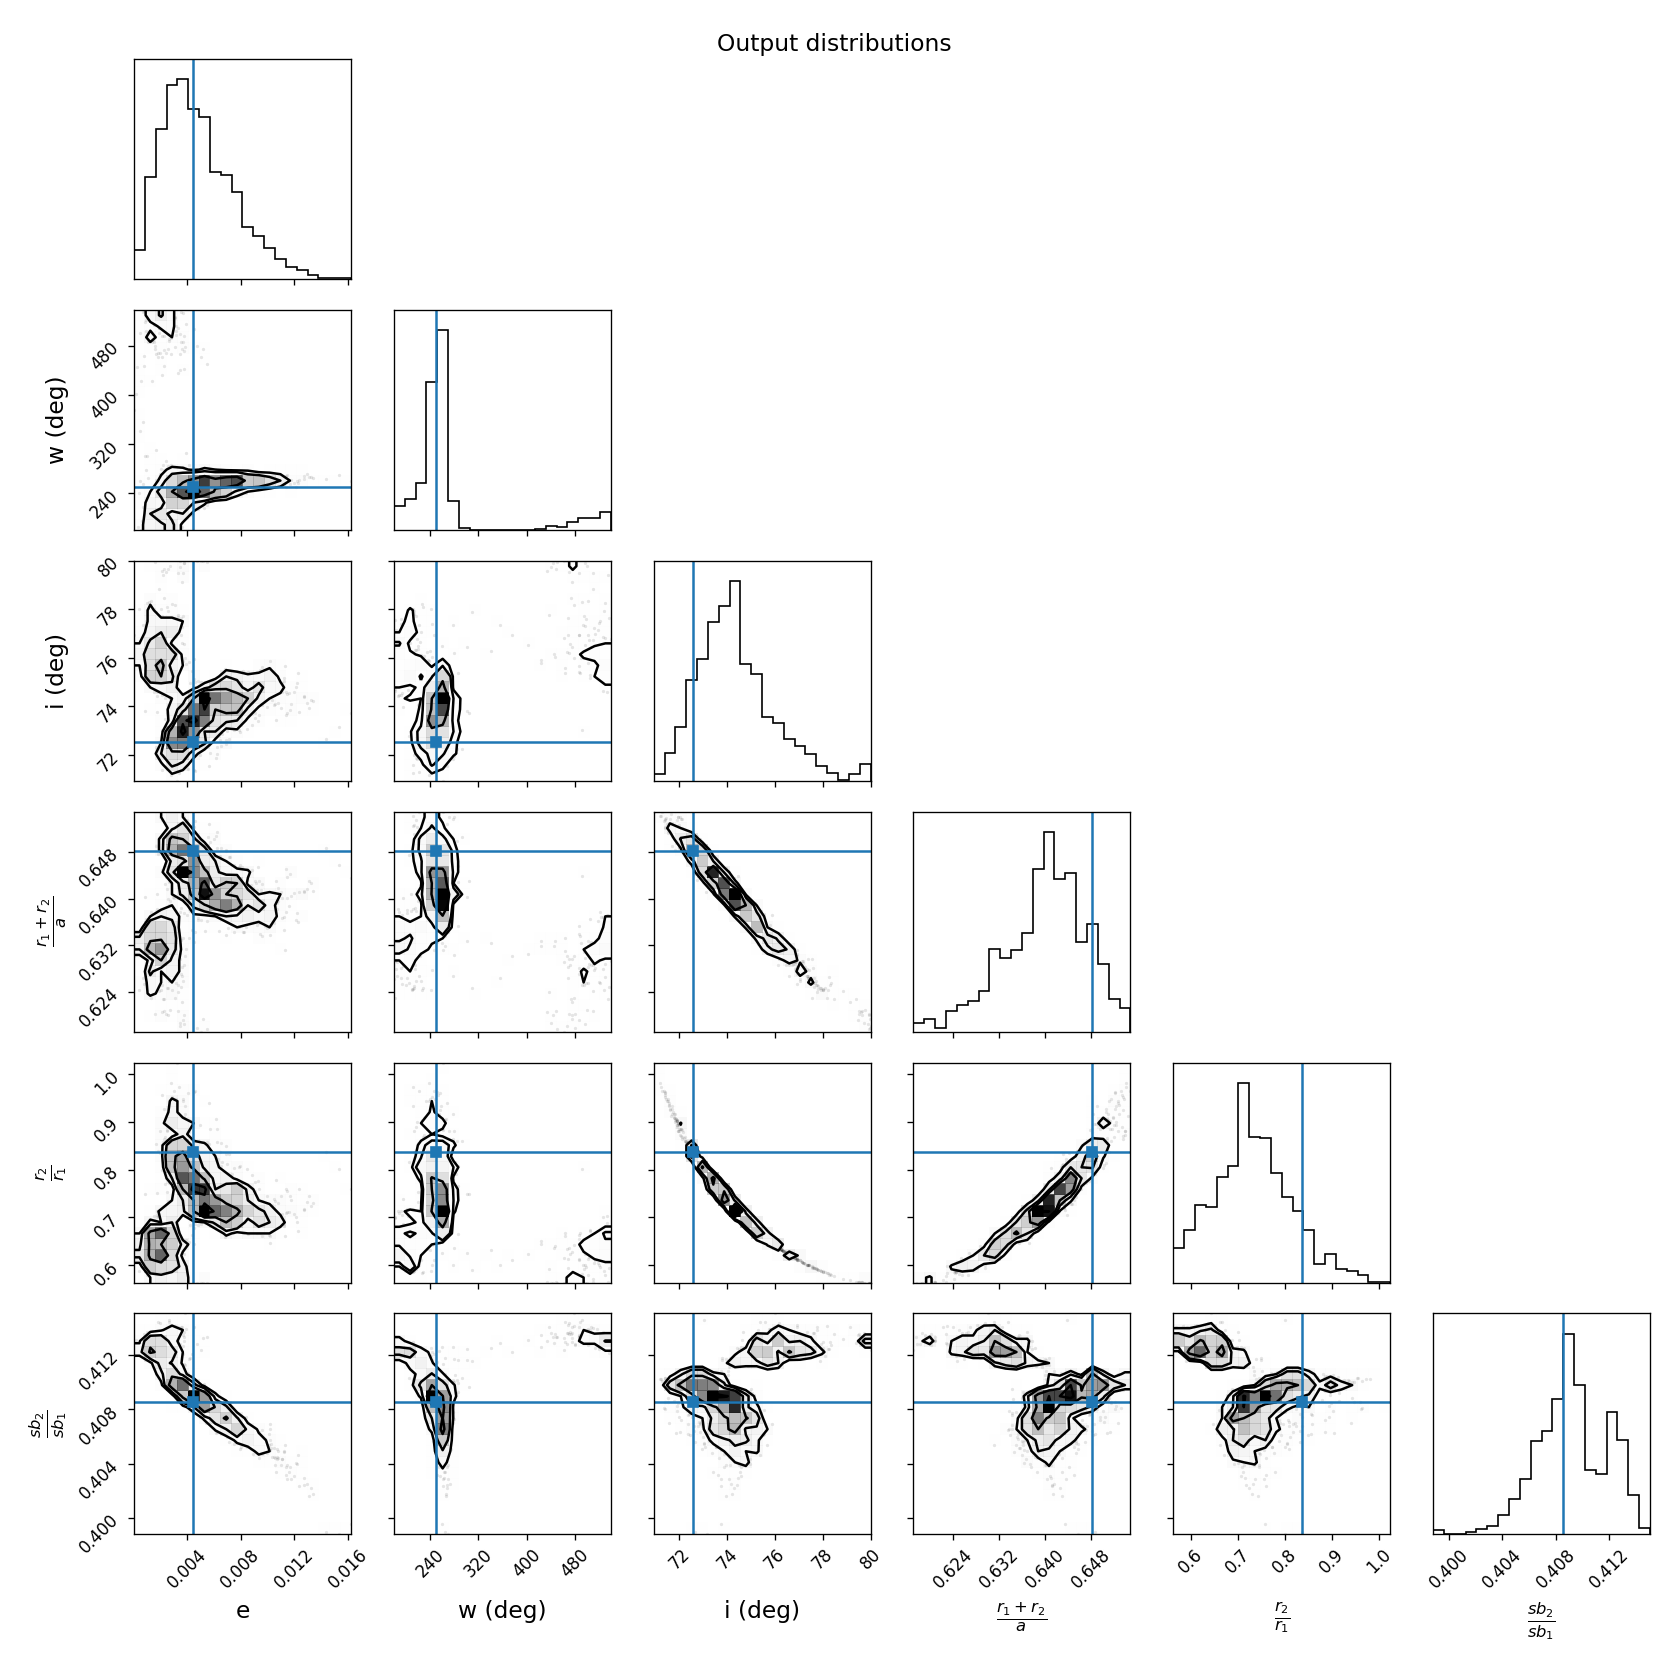 Output distributions
w (deg)
480
400
320
240
i (deg)
80
78
76
74
72
r₁ + r₂
a
0.648
0.640
0.632
0.624
r₂
r₁
1.0
0.9
0.8
0.7
0.6
sb₂
sb₁
0.412
0.408
0.404
0.400
0.004 0.008 0.012 0.016 240 320 400 480 72 74 76 78 80 0.624 0.632 0.640 0.648 0.6 0.7 0.8 0.9 1.0 0.400 0.404 0.408 0.412
e w (deg) i (deg) r₁ + r₂ r₂ sb₂
a r₁ sb₁